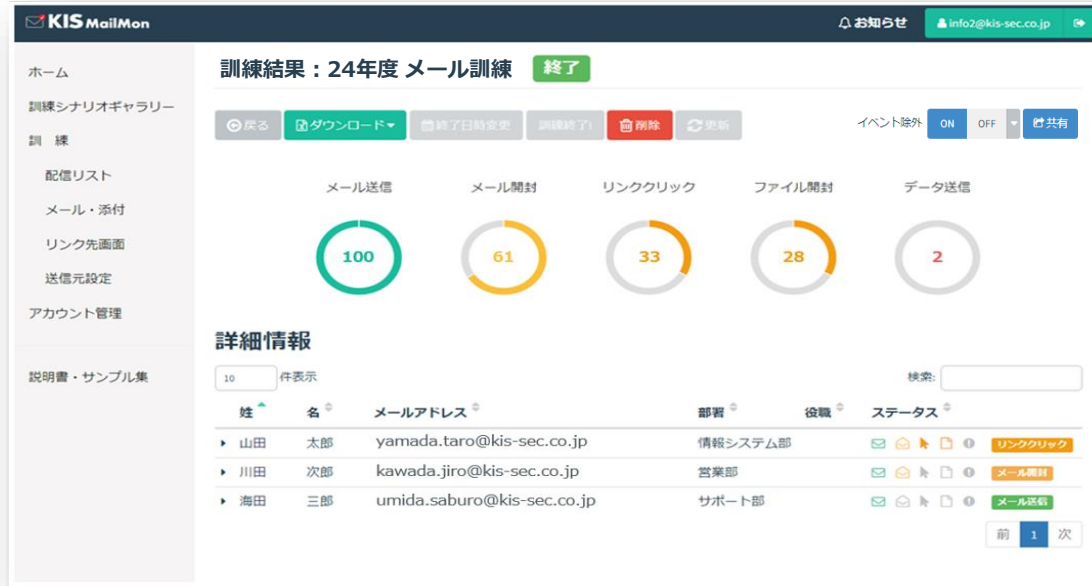 KIS MailMon
お知らせ
info2@kis-sec.co.jp
ホーム
訓練シナリオギャラリー
訓 練
配信リスト
メール・添付
リンク先画面
送信元設定
アカウント管理
説明書・サンプル集
訓練結果：24年度 メール訓練 終了
戻る ダウンロード 終了日時変更 訓練終了 削除 更新
イベント除外 ON OFF 共有
メール送信 メール開封 リンククリック ファイル開封 データ送信
100 61 33 28 2
詳細情報
10 件表示 検索:
姓 名 メールアドレス 部署 役職 ステータス
山田 太郎 yamada.taro@kis-sec.co.jp 情報システム部 リンククリック
川田 次郎 kawada.jiro@kis-sec.co.jp 営業部 メール開封
海田 三郎 umida.saburo@kis-sec.co.jp サポート部 メール送信
前 1 次